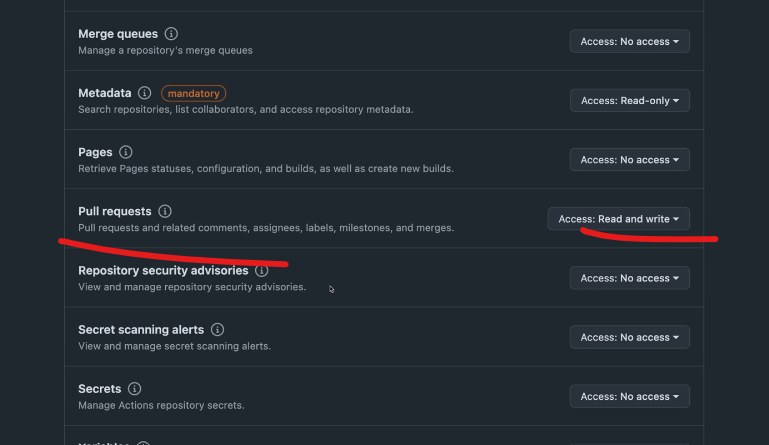 Merge queues
Access: No access
Manage a repository's merge queues
Metadata mandatory
Access: Read-only
Search repositories, list collaborators, and access repository metadata.
Pages
Access: No access
Retrieve Pages statuses, configuration, and builds, as well as create new builds.
Pull requests
Access: Read and write
Pull requests and related comments, assignees, labels, milestones, and merges.
Repository security advisories
Access: No access
View and manage repository security advisories.
Secret scanning alerts
Access: No access
View and manage secret scanning alerts.
Secrets
Access: No access
Manage Actions repository secrets.
Variables